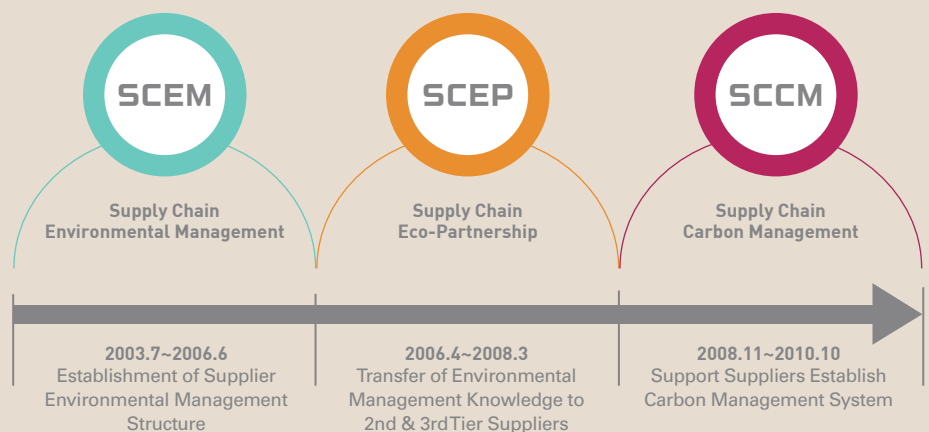 SCEM
SCEP
SCCM
Supply Chain
Environmental Management
Supply Chain
Eco-Partnership
Supply Chain
Carbon Management
2003.7~2006.6
Establishment of Supplier
Environmental Management
Structure
2006.4~2008.3
Transfer of Environmental
Management Knowledge to
2nd & 3rd Tier Suppliers
2008.11~2010.10
Support Suppliers Establish
Carbon Management System